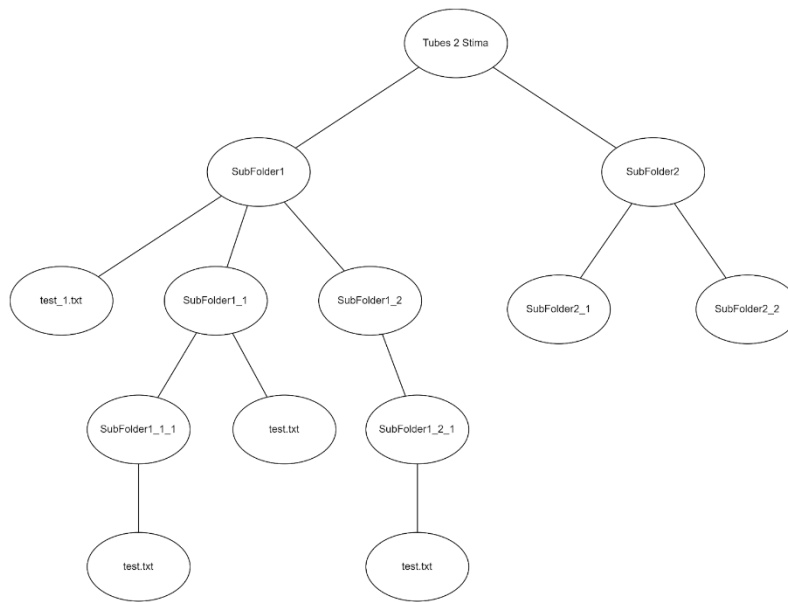 Tubes 2 Stima
SubFolder1
SubFolder2
test_1.txt
SubFolder1_1
SubFolder1_2
SubFolder2_1
SubFolder2_2
SubFolder1_1_1
test.txt
SubFolder1_2_1
test.txt
test.txt